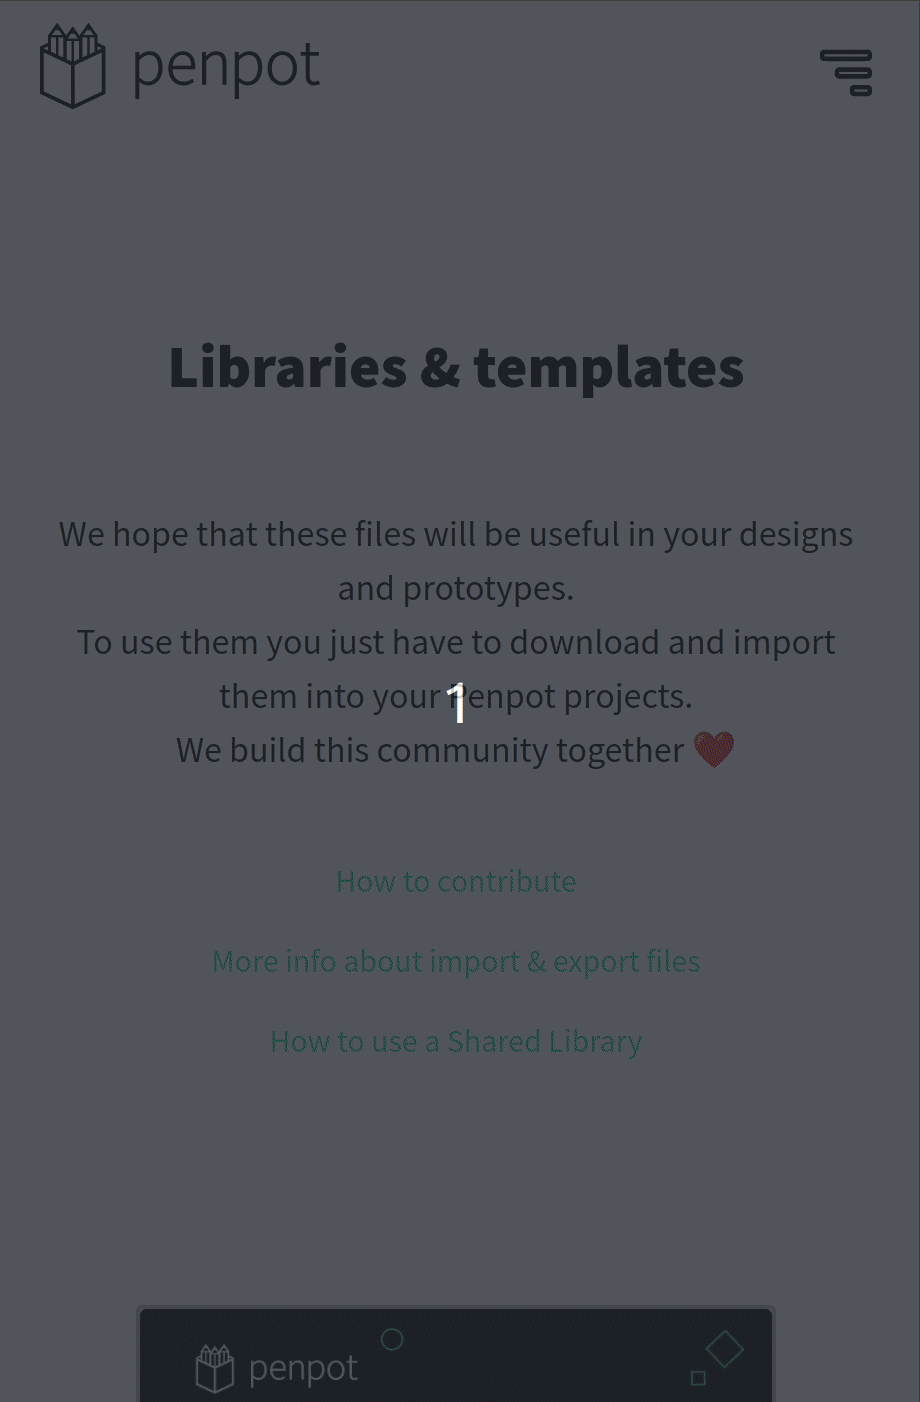 penpot
Libraries & templates
We hope that these files will be useful in your designs
and prototypes.
To use them you just have to download and import
them into your Penpot projects.
1
We build this community together
How to contribute
More info about import & export files
How to use a Shared Library
penpot